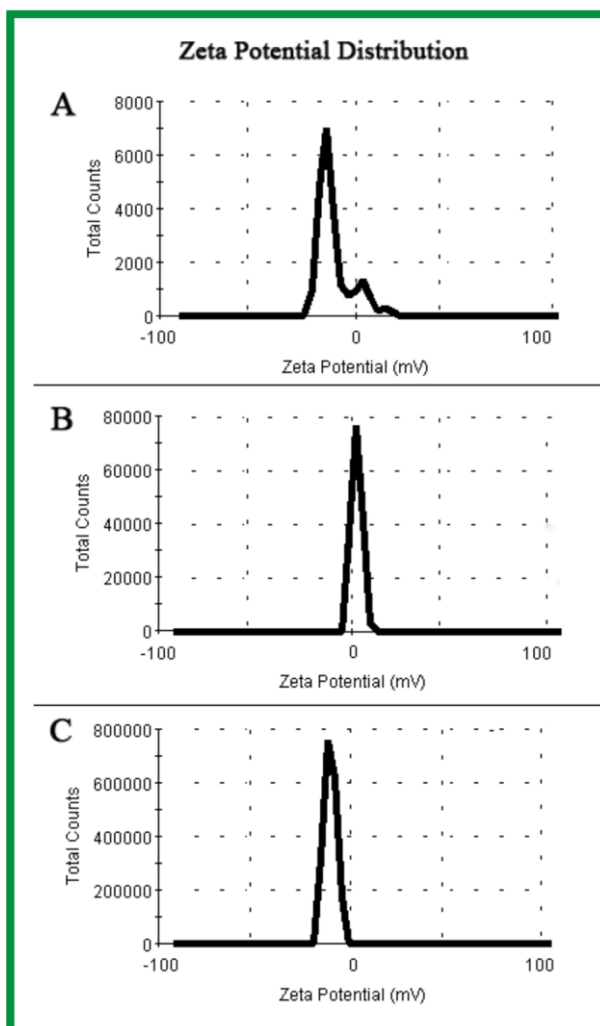 Zeta Potential Distribution
A
8000
6000
4000
2000
0
Total Counts
-100 0 100
Zeta Potential (mV)
B
80000
60000
40000
20000
0
Total Counts
-100 0 100
Zeta Potential (mV)
C
800000
600000
400000
200000
0
Total Counts
-100 0 100
Zeta Potential (mV)